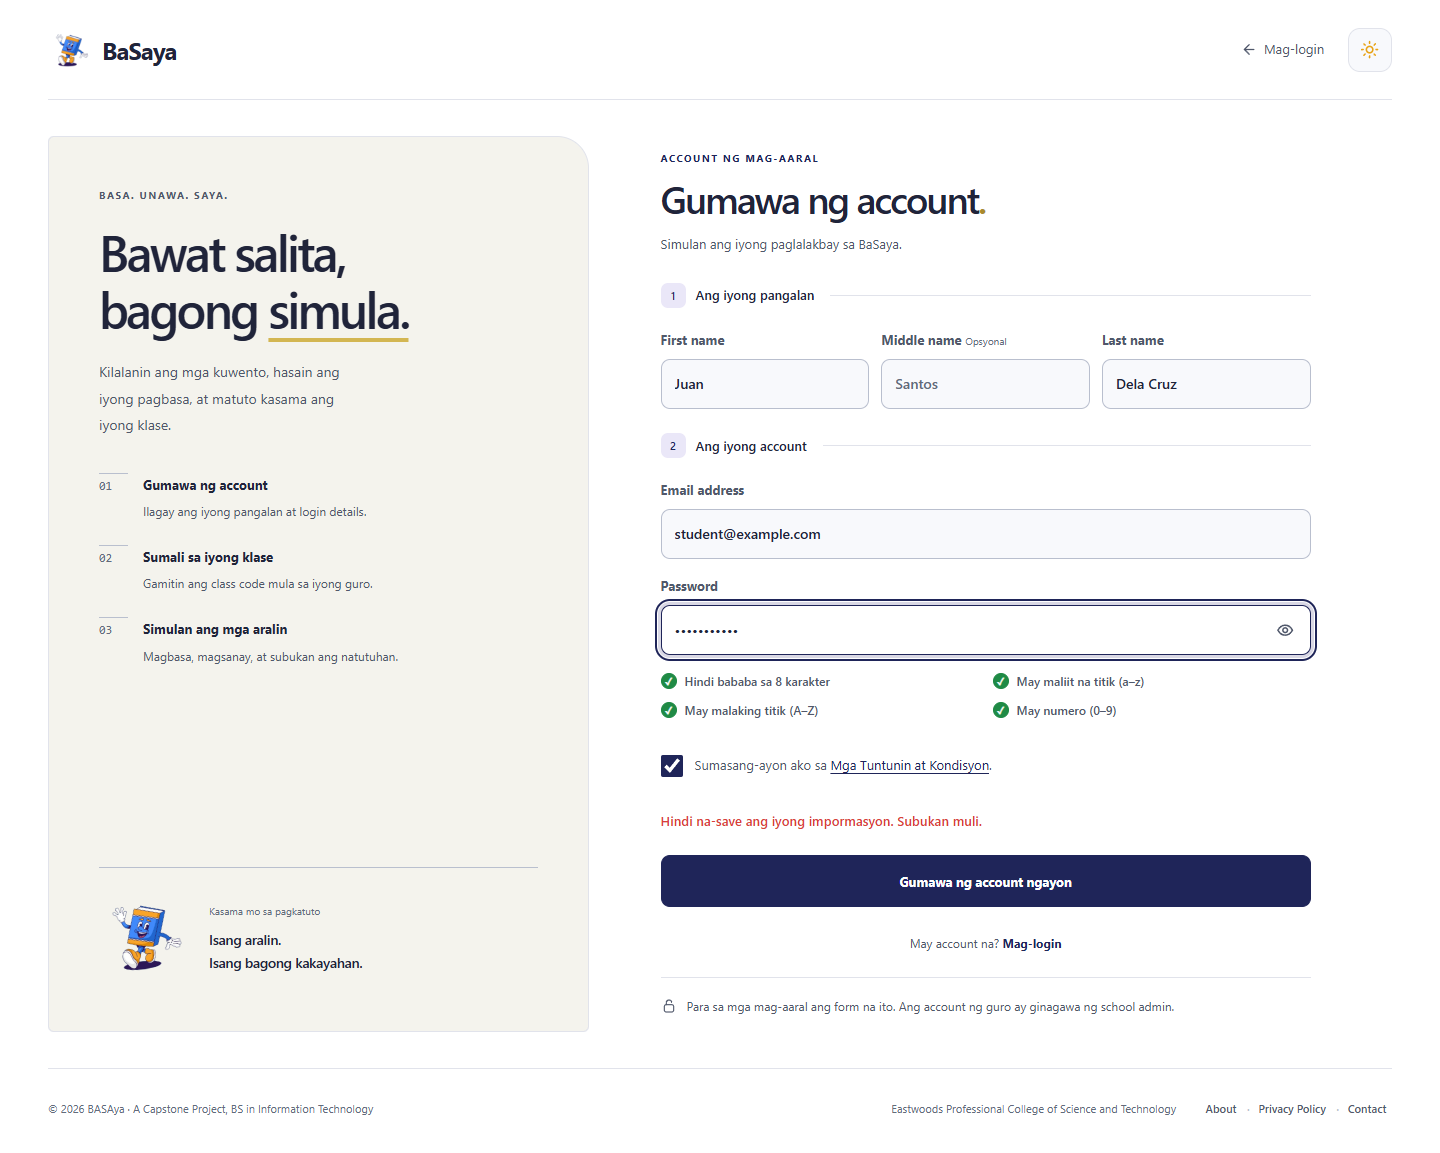 BaSaya
Mag-login
BASA. UNAWA. SAYA.
Bawat salita,
bagong simula.
Kilalanin ang mga kuwento, hasain ang
iyong pagbasa, at matuto kasama ang
iyong klase.
01 Gumawa ng account
Ilagay ang iyong pangalan at login details.
02 Sumali sa iyong klase
Gamitin ang class code mula sa iyong guro.
03 Simulan ang mga aralin
Magbasa, magsanay, at subukan ang natutuhan.
Kasama mo sa pagkatuto
Isang aralin.
Isang bagong kakayahan.
ACCOUNT NG MAG-AARAL
Gumawa ng account.
Simulan ang iyong paglalakbay sa BaSaya.
1 Ang iyong pangalan
First name Middle name Opsyonal Last name
Juan Santos Dela Cruz
2 Ang iyong account
Email address
student@example.com
Password
•••••••••••
Hindi bababa sa 8 karakter May maliit na titik (a–z)
May malaking titik (A–Z) May numero (0–9)
Sumasang-ayon ako sa Mga Tuntunin at Kondisyon.
Hindi na-save ang iyong impormasyon. Subukan muli.
Gumawa ng account ngayon
May account na? Mag-login
Para sa mga mag-aaral ang form na ito. Ang account ng guro ay ginagawa ng school admin.
© 2026 BASAya · A Capstone Project, BS in Information Technology
Eastwoods Professional College of Science and Technology About · Privacy Policy · Contact